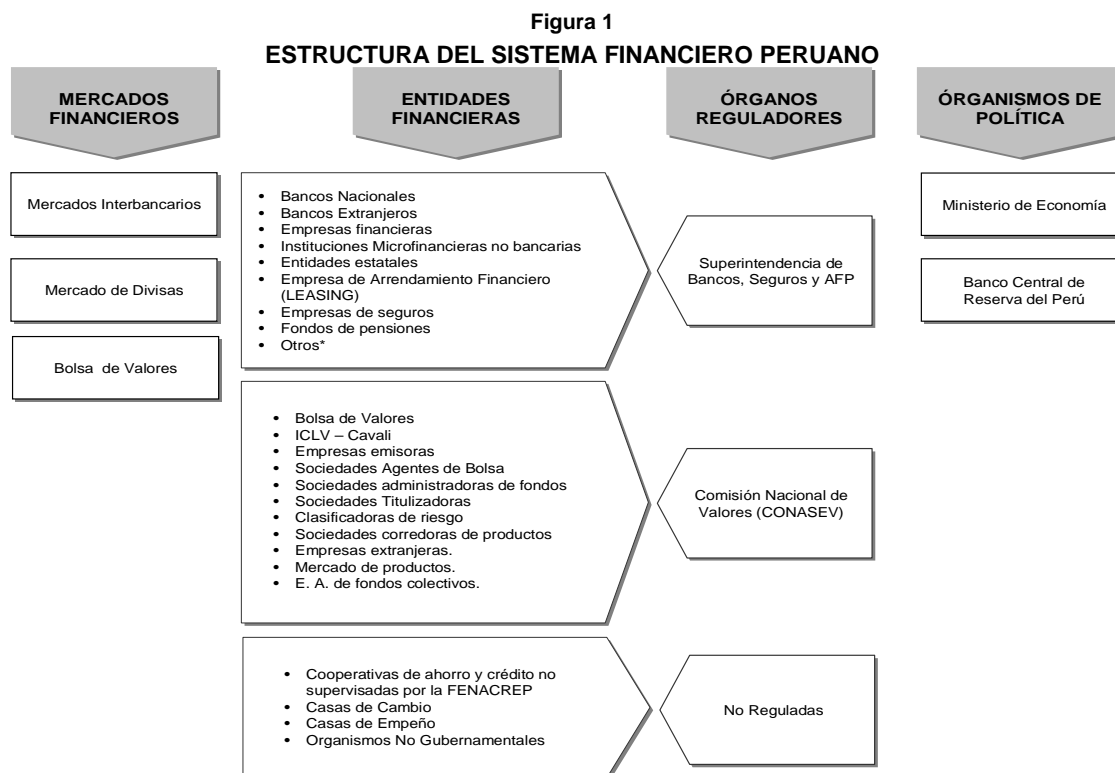 Figura 1
ESTRUCTURA DEL SISTEMA FINANCIERO PERUANO
MERCADOS
FINANCIEROS
ENTIDADES
FINANCIERAS
ÓRGANOS
REGULADORES
ÓRGANISMOS DE
POLÍTICA
Mercados Interbancarios
Mercado de Divisas
Bolsa de Valores
• Bancos Nacionales
• Bancos Extranjeros
• Empresas financieras
• Instituciones Microfinancieras no bancarias
• Entidades estatales
• Empresa de Arrendamiento Financiero
(LEASING)
• Empresas de seguros
• Fondos de pensiones
• Otros*
Superintendencia de
Bancos, Seguros y AFP
Ministerio de Economía
Banco Central de
Reserva del Perú
• Bolsa de Valores
• ICLV – Cavali
• Empresas emisoras
• Sociedades Agentes de Bolsa
• Sociedades administradoras de fondos
• Sociedades Titulizadoras
• Clasificadoras de riesgo
• Sociedades corredoras de productos
• Empresas extranjeras.
• Mercado de productos.
• E. A. de fondos colectivos.
Comisión Nacional de
Valores (CONASEV)
• Cooperativas de ahorro y crédito no
supervisadas por la FENACREP
• Casas de Cambio
• Casas de Empeño
• Organismos No Gubernamentales
No Reguladas